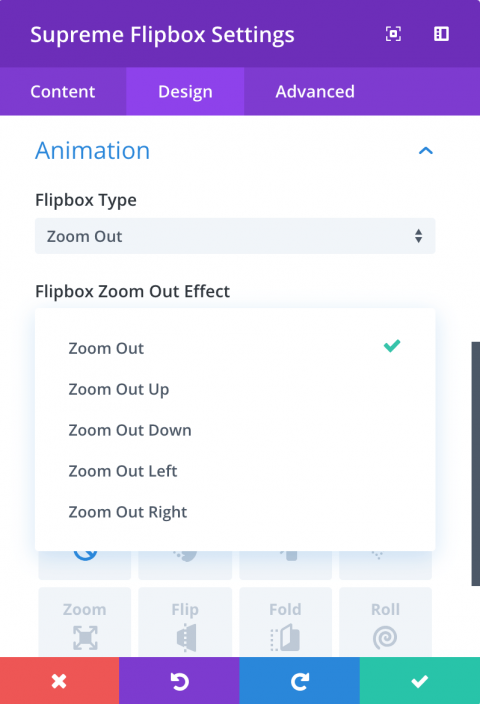 Supreme Flipbox Settings
Content Design Advanced
Animation
Flipbox Type
Zoom Out
Flipbox Zoom Out Effect
Zoom Out
Zoom Out Up
Zoom Out Down
Zoom Out Left
Zoom Out Right
Zoom Flip Fold Roll